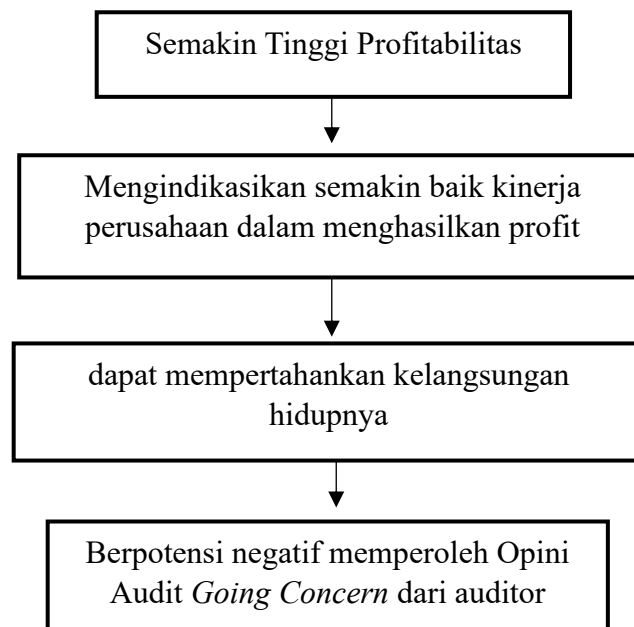 Semakin Tinggi Profitabilitas
Mengindikasikan semakin baik kinerja
perusahaan dalam menghasilkan profit
dapat mempertahankan kelangsungan
hidupnya
Berpotensi negatif memperoleh Opini
Audit Going Concern dari auditor